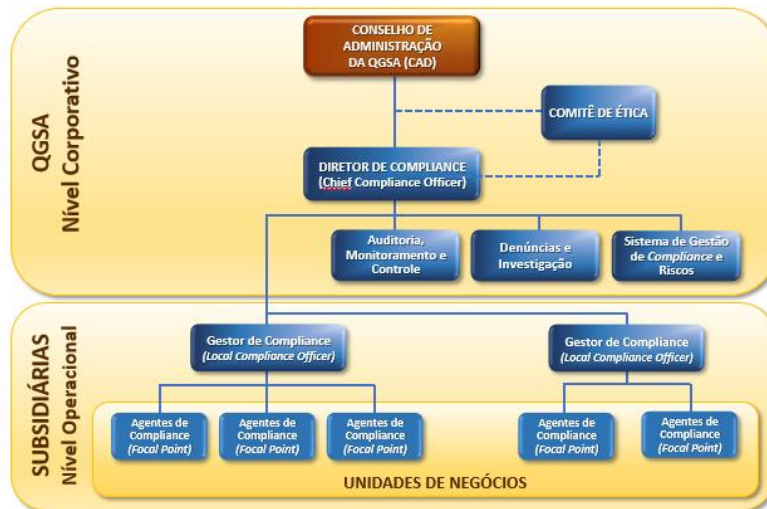 QGSA
Nível Corporativo
CONSELHO DE
ADMINISTRAÇÃO
DA QGSA (CAD)
COMITÊ DE ÉTICA
DIRETOR DE COMPLIANCE
(Chief Compliance Officer)
Auditoria,
Monitoramento e
Controle
Denúncias e
Investigação
Sistema de Gestão
de Compliance e
Riscos
SUBSIDIÁRIAS
Nível Operacional
Gestor de Compliance
(Local Compliance Officer)
Gestor de Compliance
(Local Compliance Officer)
Agentes de
Compliance
(Focal Point)
Agentes de
Compliance
(Focal Point)
Agentes de
Compliance
(Focal Point)
Agentes de
Compliance
(Focal Point)
Agentes de
Compliance
(Focal Point)
UNIDADES DE NEGÓCIOS